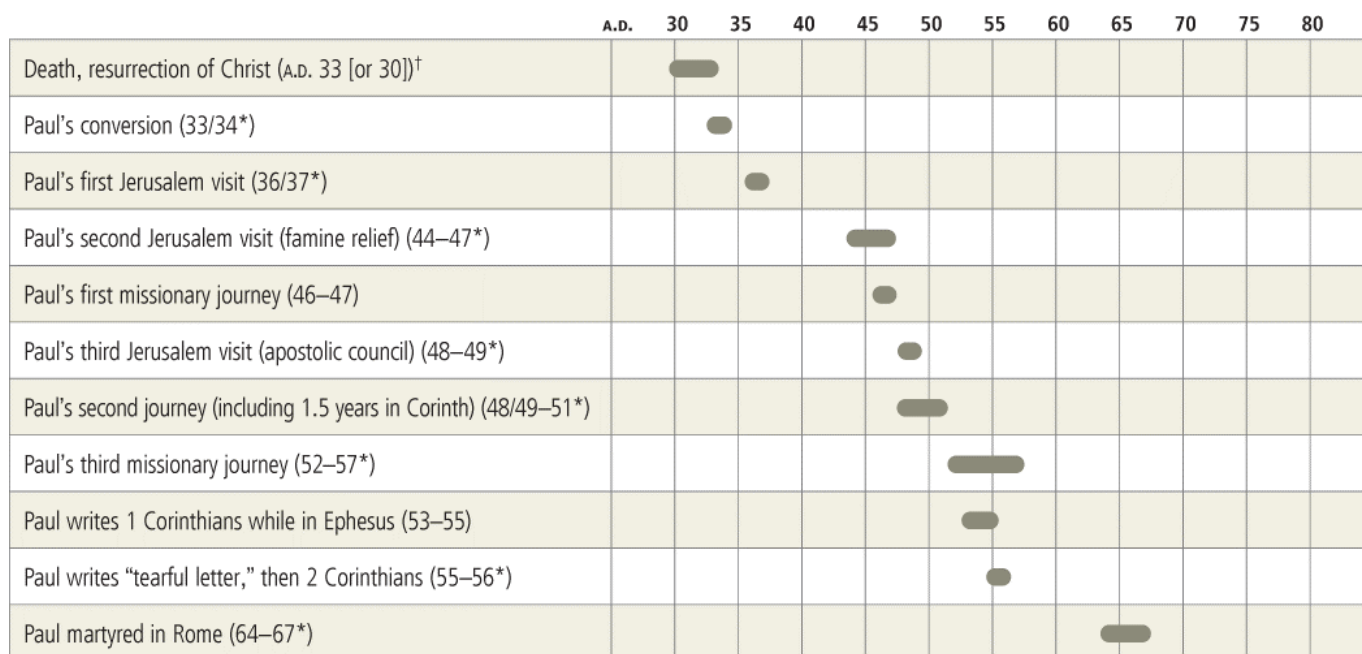 A.D. 30 35 40 45 50 55 60 65 70 75 80
Death, resurrection of Christ (A.D. 33 [or 30])†
Paul’s conversion (33/34*)
Paul’s first Jerusalem visit (36/37*)
Paul’s second Jerusalem visit (famine relief) (44–47*)
Paul’s first missionary journey (46–47)
Paul’s third Jerusalem visit (apostolic council) (48–49*)
Paul’s second journey (including 1.5 years in Corinth) (48/49–51*)
Paul’s third missionary journey (52–57*)
Paul writes 1 Corinthians while in Ephesus (53–55)
Paul writes “tearful letter,” then 2 Corinthians (55–56*)
Paul martyred in Rome (64–67*)